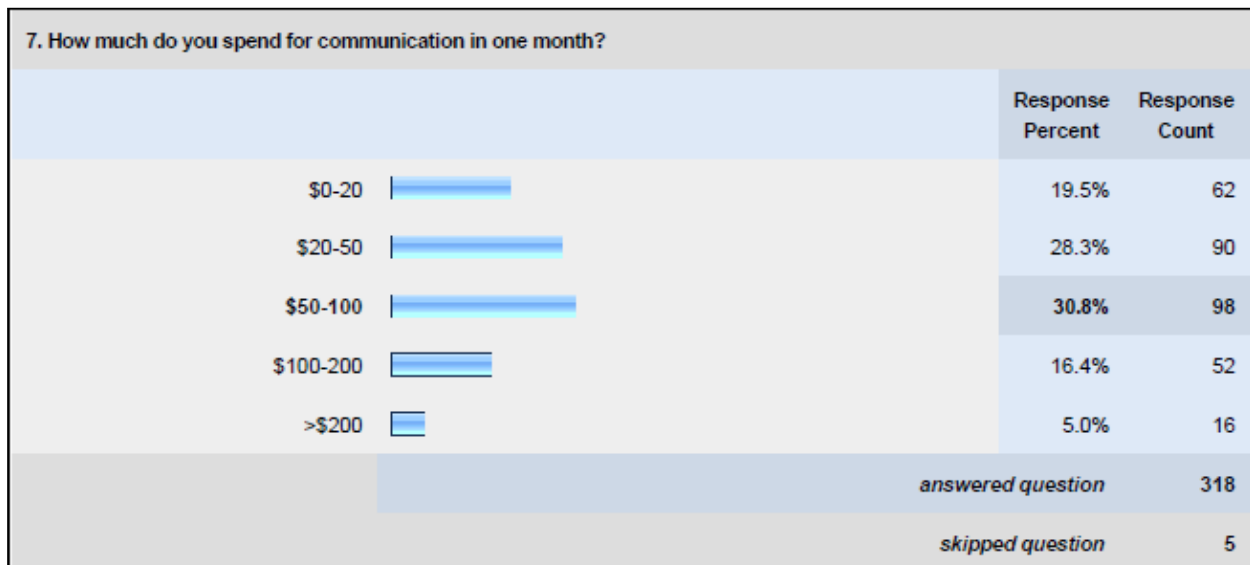 7. How much do you spend for communication in one month?
Response Percent Response Count
$0-20 19.5% 62
$20-50 28.3% 90
$50-100 30.8% 98
$100-200 16.4% 52
>$200 5.0% 16
answered question 318
skipped question 5